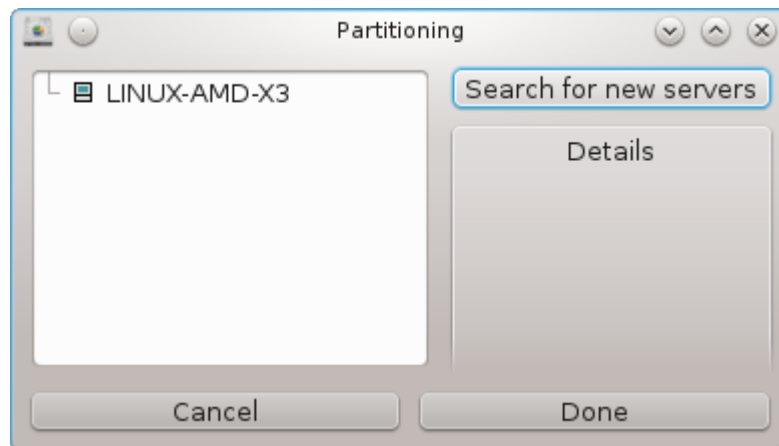 Partitioning
LINUX-AMD-X3
Search for new servers
Details
Cancel
Done